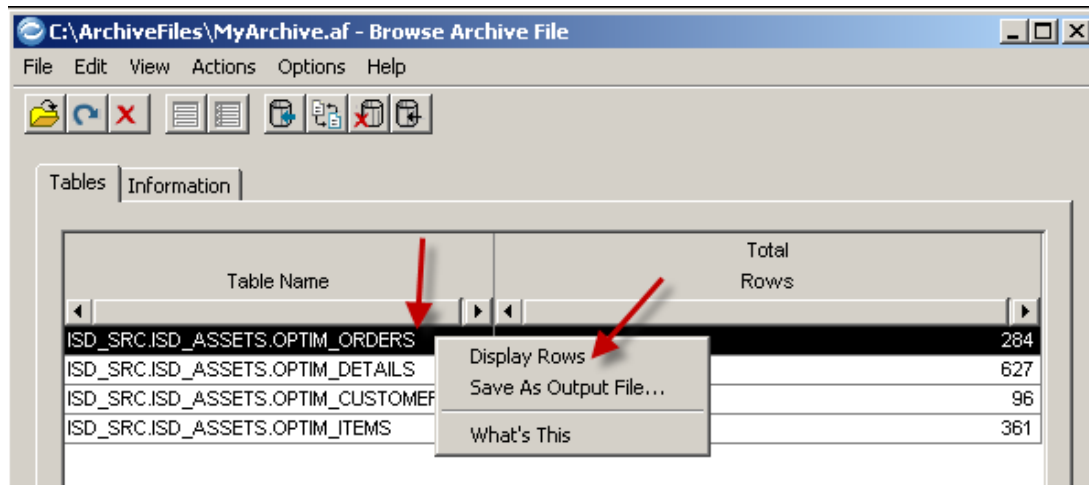 C:\ArchiveFiles\MyArchive.af - Browse Archive File
File Edit View Actions Options Help
Tables Information
Total
Table Name Rows
ISD_SRC.ISD_ASSETS.OPTIM_ORDERS 284
Display Rows
ISD_SRC.ISD_ASSETS.OPTIM_DETAILS 627
Save As Output File...
ISD_SRC.ISD_ASSETS.OPTIM_CUSTOMER 96
ISD_SRC.ISD_ASSETS.OPTIM_ITEMS 361
What's This